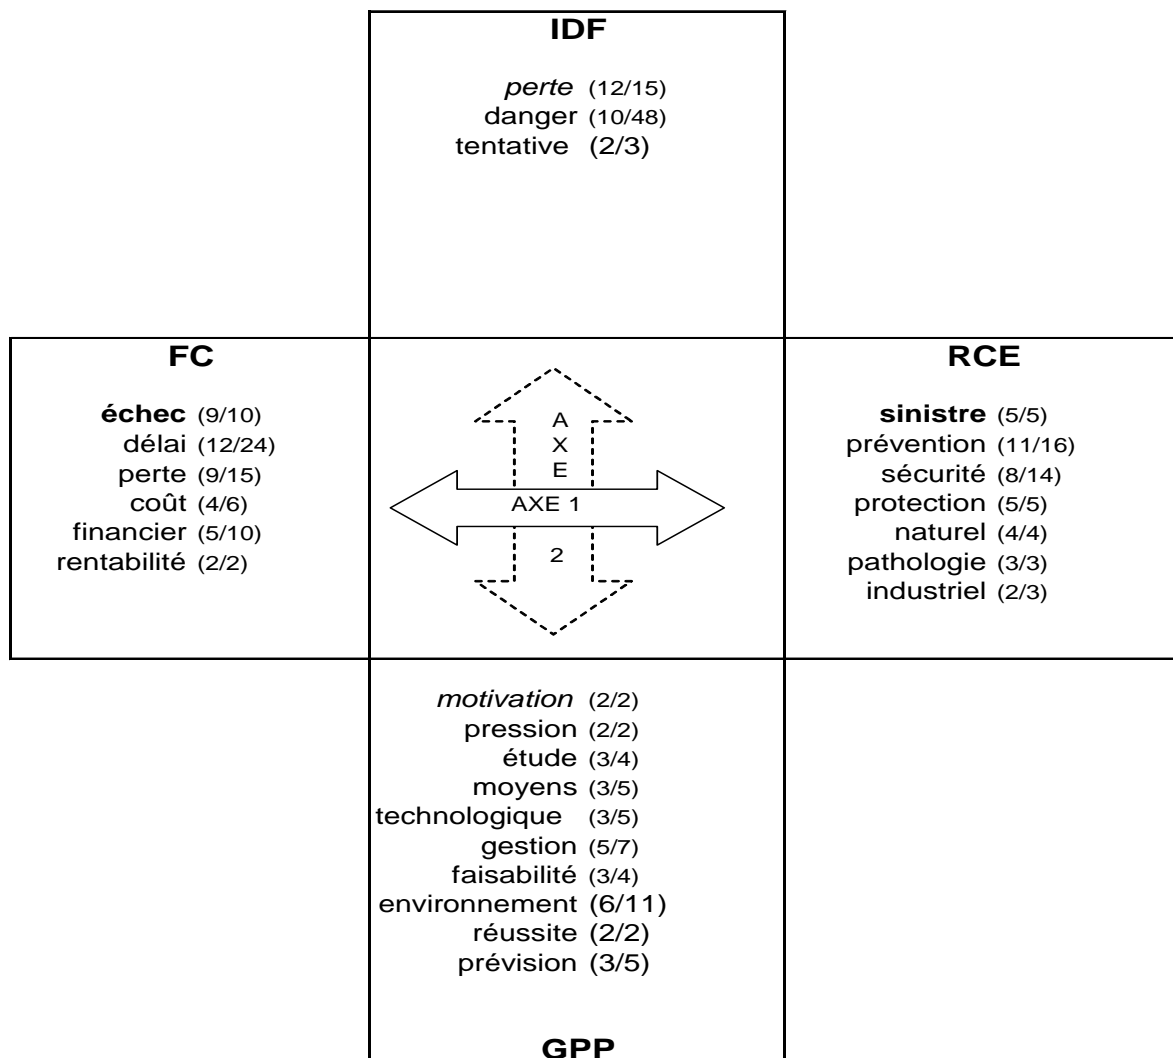 IDF
perte (12/15)
danger (10/48)
tentative (2/3)
FC
échec (9/10)
délai (12/24)
perte (9/15)
coût (4/6)
financier (5/10)
rentabilité (2/2)
A
X
E
AXE 1
2
RCE
sinistre (5/5)
prévention (11/16)
sécurité (8/14)
protection (5/5)
naturel (4/4)
pathologie (3/3)
industriel (2/3)
motivation (2/2)
pression (2/2)
étude (3/4)
moyens (3/5)
technologique (3/5)
gestion (5/7)
faisabilité (3/4)
environnement (6/11)
réussite (2/2)
prévision (3/5)
GPP